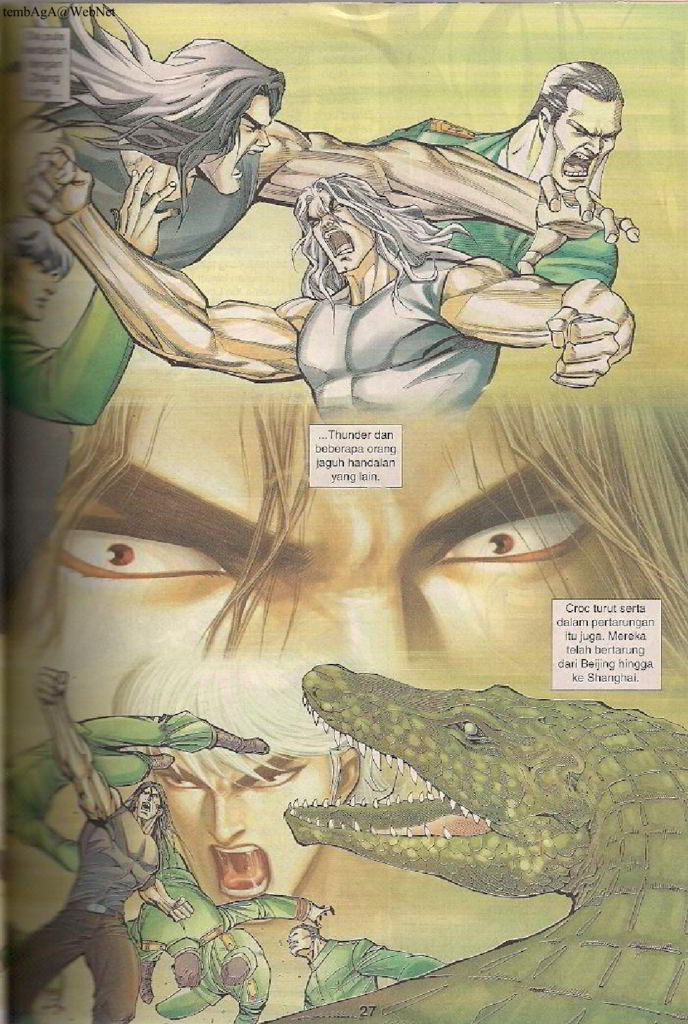 tembAgA@WebNet
...Thunder dan
beberapa orang
jaguh handalan
yang lain.
Croc turut serta
dalam pertarungan
itu juga. Mereka
telah bertarung
dari Beijing hingga
ke Shanghai.
27